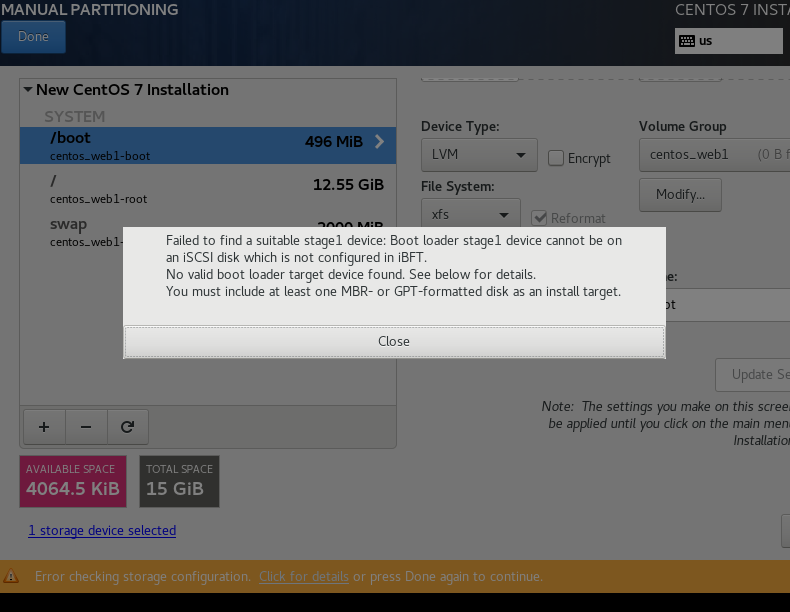 MANUAL PARTITIONING
CENTOS 7 INSTA
Done
us
New CentOS 7 Installation
SYSTEM
/boot
496 MiB
centos_web1-boot
/
12.55 GiB
centos_web1-root
swap
centos_web1-
Device Type:
LVM
Encrypt
File System:
xfs
Reformat
Volume Group
centos_web1 (0 B f
Modify...
Failed to find a suitable stage1 device: Boot loader stage1 device cannot be on
an iSCSI disk which is not configured in iBFT.
No valid boot loader target device found. See below for details.
You must include at least one MBR- or GPT-formatted disk as an install target.
Close
e:
ot
Update Se
Note: The settings you make on this scree
be applied until you click on the main men
Installatio
AVAILABLE SPACE
4064.5 KiB
TOTAL SPACE
15 GiB
1 storage device selected
Error checking storage configuration. Click for details or press Done again to continue.